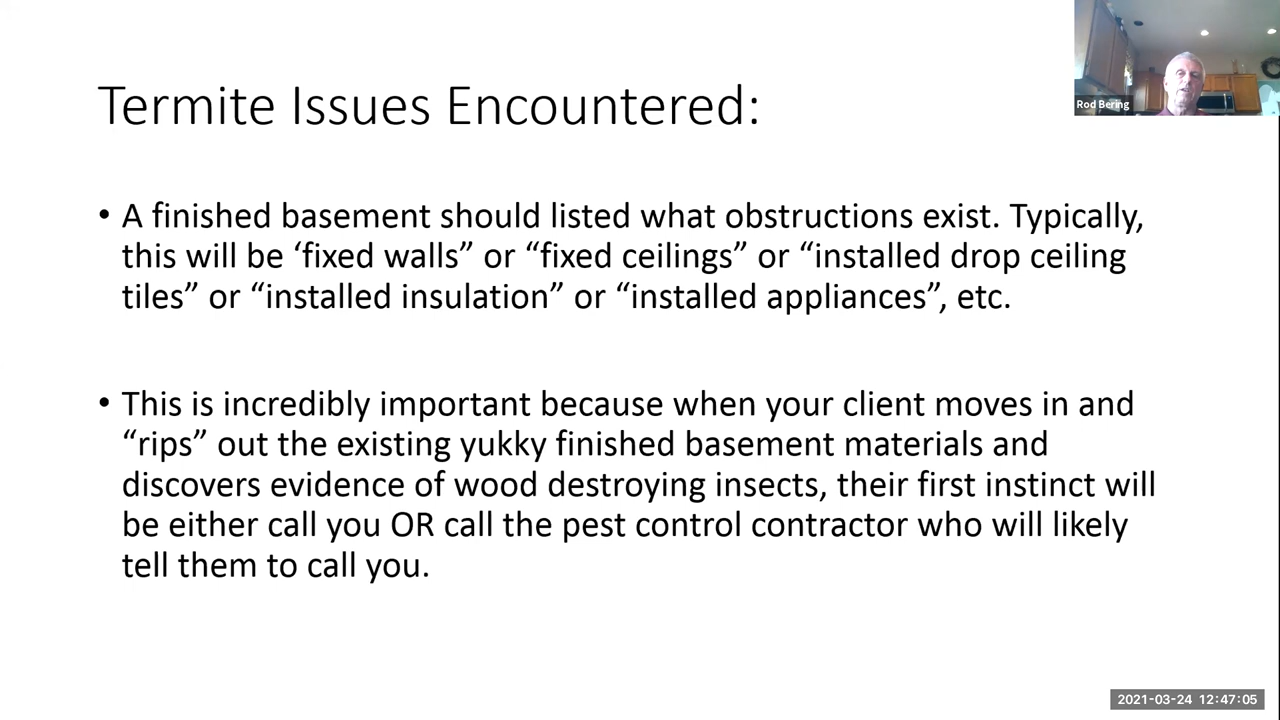 Termite Issues Encountered:
Rod Bering
• A finished basement should listed what obstructions exist. Typically,
this will be ‘fixed walls” or “fixed ceilings” or “installed drop ceiling
tiles” or “installed insulation” or “installed appliances”, etc.
• This is incredibly important because when your client moves in and
“rips” out the existing yukky finished basement materials and
discovers evidence of wood destroying insects, their first instinct will
be either call you OR call the pest control contractor who will likely
tell them to call you.
2021-03-24 12:47:05